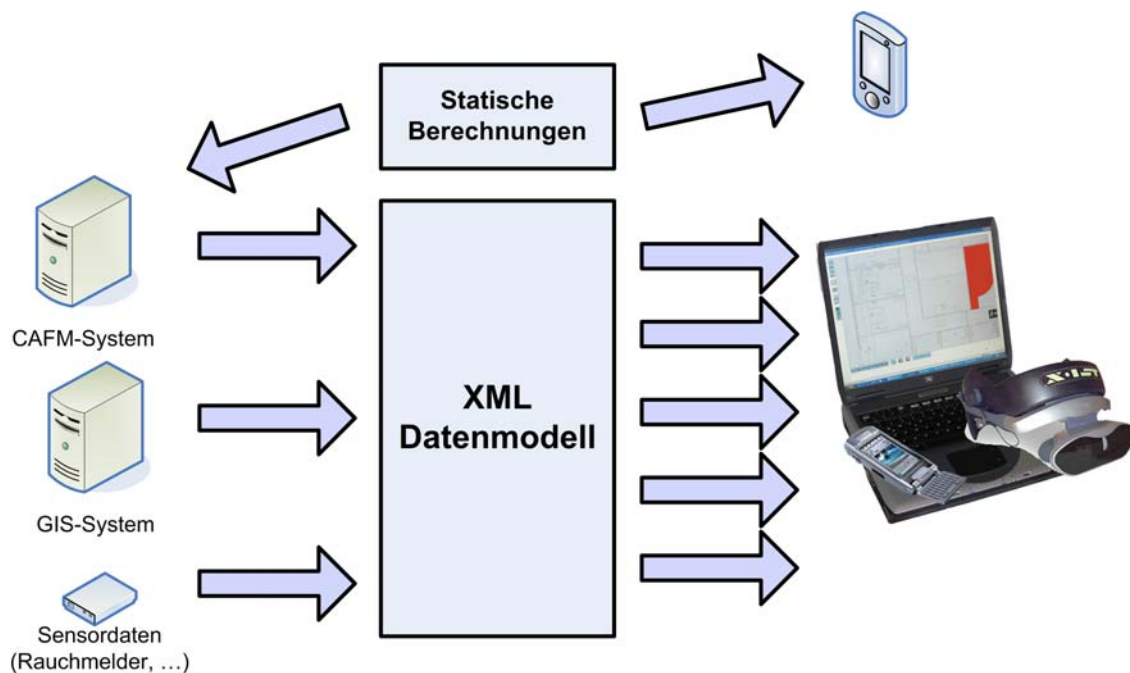 Statische
Berechnungen
CAFM-System
XML
Datenmodell
GIS-System
Sensordaten
(Rauchmelder, …)